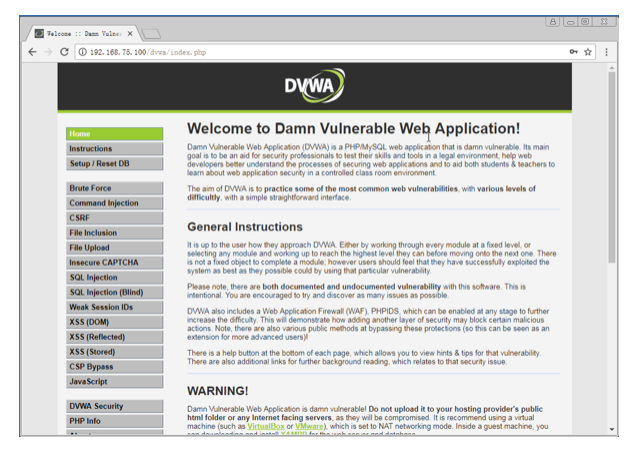 Welcome :: Damn Vulner
192.168.75.100/dvwa/index.php
DVWA
Home
Instructions
Setup / Reset DB
Brute Force
Command Injection
CSRF
File Inclusion
File Upload
Insecure CAPTCHA
SQL Injection
SQL Injection (Blind)
Weak Session IDs
XSS (DOM)
XSS (Reflected)
XSS (Stored)
CSP Bypass
JavaScript
DVWA Security
PHP Info
Welcome to Damn Vulnerable Web Application!
Damn Vulnerable Web Application (DVWA) is a PHP/MySQL web application that is damn vulnerable. Its main
goal is to be an aid for security professionals to test their skills and tools in a legal environment, help web
developers better understand the processes of securing web applications and to aid both students & teachers to
learn about web application security in a controlled class room environment.
The aim of DVWA is to practice some of the most common web vulnerabilities, with various levels of
difficultly, with a simple straightforward interface.
General Instructions
It is up to the user how they approach DVWA. Either by working through every module at a fixed level, or
selecting any module and working up to reach the highest level they can before moving onto the next one. There
is not a fixed object to complete a module; however users should feel that they have successfully exploited the
system as best as they possible could by using that particular vulnerability.
Please note, there are both documented and undocumented vulnerability with this software. This is
intentional. You are encouraged to try and discover as many issues as possible.
DVWA also includes a Web Application Firewall (WAF), PHPIDS, which can be enabled at any stage to further
increase the difficulty. This will demonstrate how adding another layer of security may block certain malicious
actions. Note, there are also various public methods at bypassing these protections (so this can be seen as an
extension for more advanced users)!
There is a help button at the bottom of each page, which allows you to view hints & tips for that vulnerability.
There are also additional links for further background reading, which relates to that security issue.
WARNING!
Damn Vulnerable Web Application is damn vulnerable! Do not upload it to your hosting provider's public
html folder or any Internet facing servers, as they will be compromised. It is recommend using a virtual
machine (such as VirtualBox or VMware), which is set to NAT networking mode. Inside a guest machine, you
can downloading and install XAMPP for the web server and database.